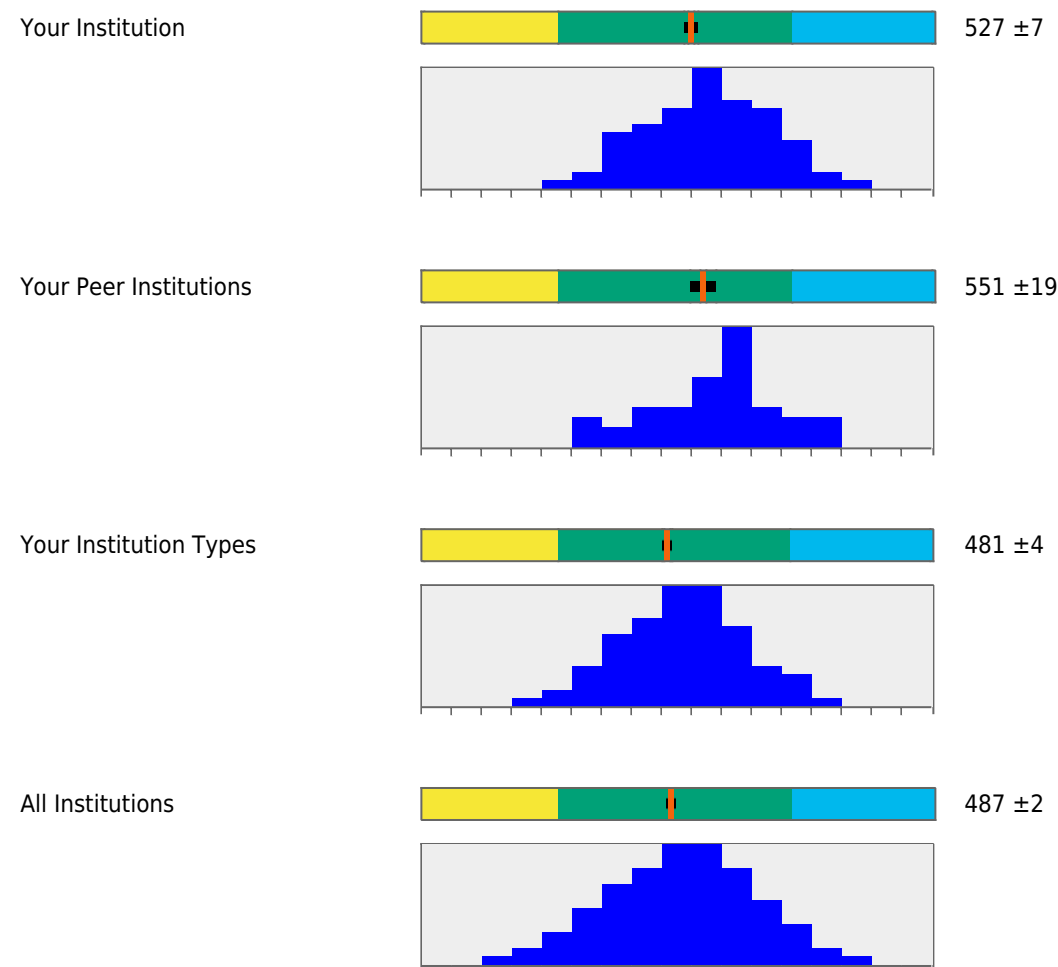 Your Institution 527 ±7
Your Peer Institutions 551 ±19
Your Institution Types 481 ±4
All Institutions 487 ±2